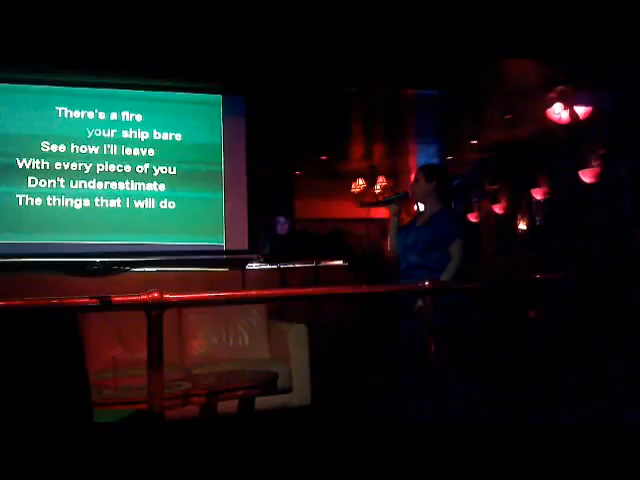 There's a fire
your ship bare
See how I'll leave
With every piece of you
Don't underestimate
The things that I will do